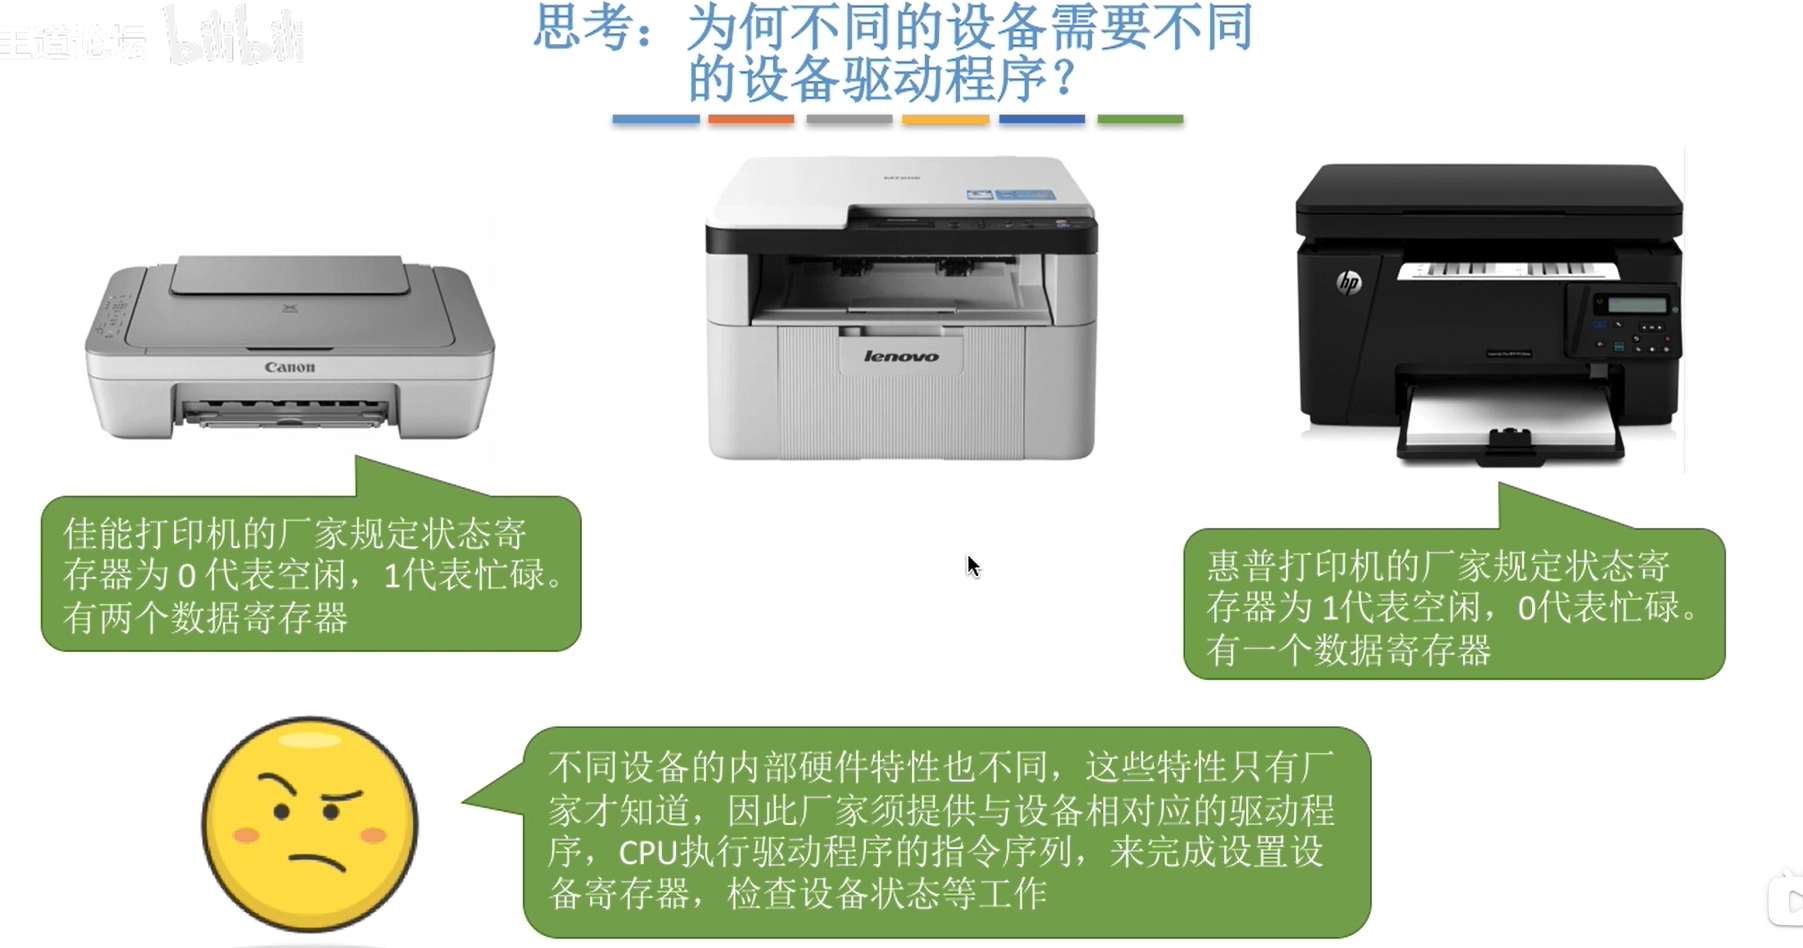 王道论坛 bilibili
思考：为何不同的设备需要不同
的设备驱动程序？
Canon
lenovo
hp
佳能打印机的厂家规定状态寄
存器为 0 代表空闲，1代表忙碌。
有两个数据寄存器
惠普打印机的厂家规定状态寄
存器为 1代表空闲，0代表忙碌。
有一个数据寄存器
不同设备的内部硬件特性也不同，这些特性只有厂
家才知道，因此厂家须提供与设备相对应的驱动程
序，CPU执行驱动程序的指令序列，来完成设置设
备寄存器，检查设备状态等工作